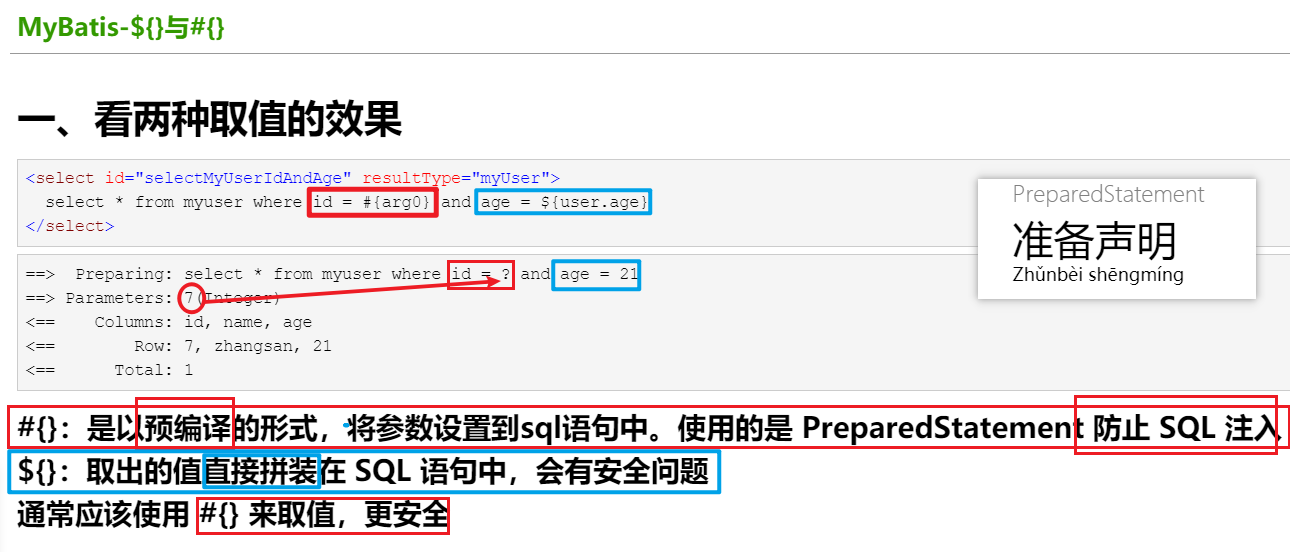 MyBatis-${}与#{}
一、看两种取值的效果
<select id="selectMyUserIdAndAge" resultType="myUser">
select * from myuser where id = #{arg0} and age = ${user.age}
</select>
PreparedStatement
准备声明
Zhǔnbèi shēngmíng
==> Preparing: select * from myuser where id = ? and age = 21
==> Parameters: 7(Integer)
<== Columns: id, name, age
<== Row: 7, zhangsan, 21
<== Total: 1
#{}：是以预编译的形式，将参数设置到sql语句中。使用的是 PreparedStatement 防止 SQL 注入
${}：取出的值直接拼装在 SQL 语句中，会有安全问题
通常应该使用 #{} 来取值，更安全